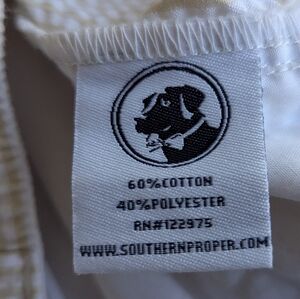 60%COTTON
40%POLYESTER
RN#122975
WWW.SOUTHERNPROPER.COM